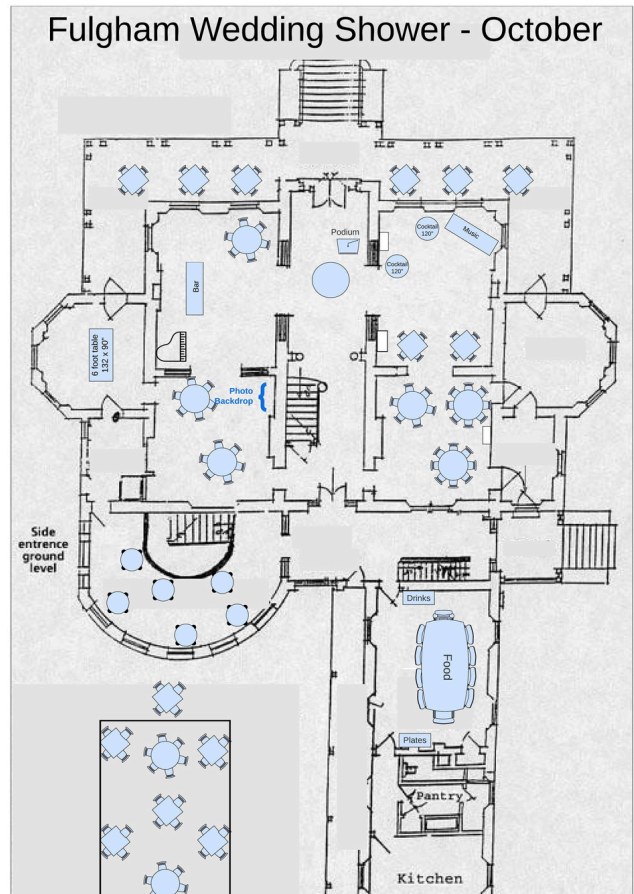 Fulgham Wedding Shower - October
Podium
Cocktail
120"
Music
Cocktail
120"
Bar
6 foot table
132 x 90"
Photo
Backdrop
{
Side
entrence
ground
level
Drinks
Food
Plates
Pantry
Kitchen